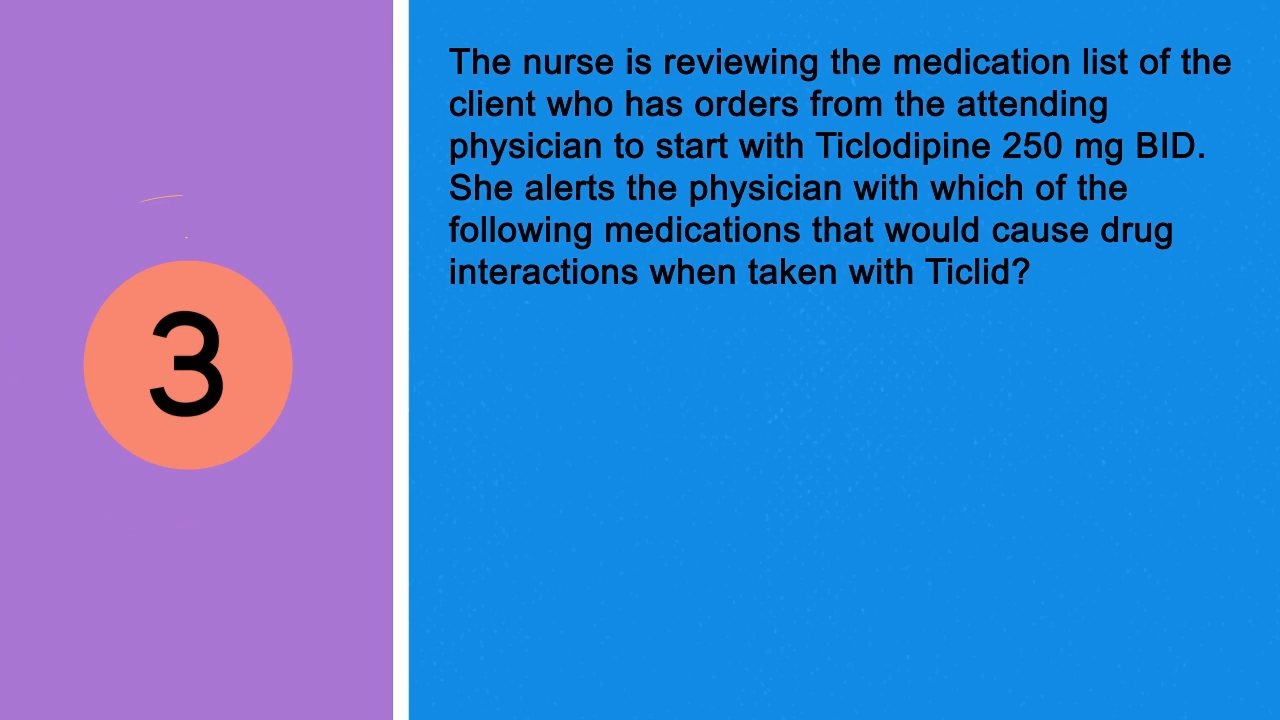 3
The nurse is reviewing the medication list of the
client who has orders from the attending
physician to start with Ticlodipine 250 mg BID.
She alerts the physician with which of the
following medications that would cause drug
interactions when taken with Ticlid?